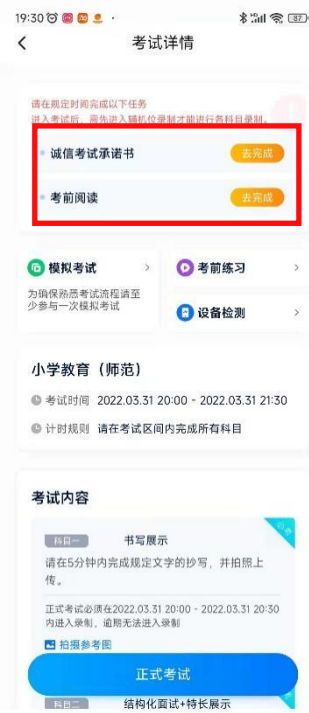 19:30
87
考试详情
请在规定时间完成以下任务
进入考试后，需先进入辅机位录制才能进行各科目录制。
诚信考试承诺书
去完成
考前阅读
去完成
模拟考试
为确保熟悉考试流程请至
少参与一次模拟考试
考前练习
设备检测
小学教育（师范）
考试时间 2022.03.31 20:00 - 2022.03.31 21:30
计时规则 请在考试区间内完成所有科目
考试内容
必考
科目一 书写展示
请在5分钟内完成规定文字的抄写，并拍照上
传。
正式考试必须在2022.03.31 20:00 - 2022.03.31 20:30
内进入录制，逾期无法进入录制
拍摄参考图
正式考试
科目二 结构化面试+特长展示